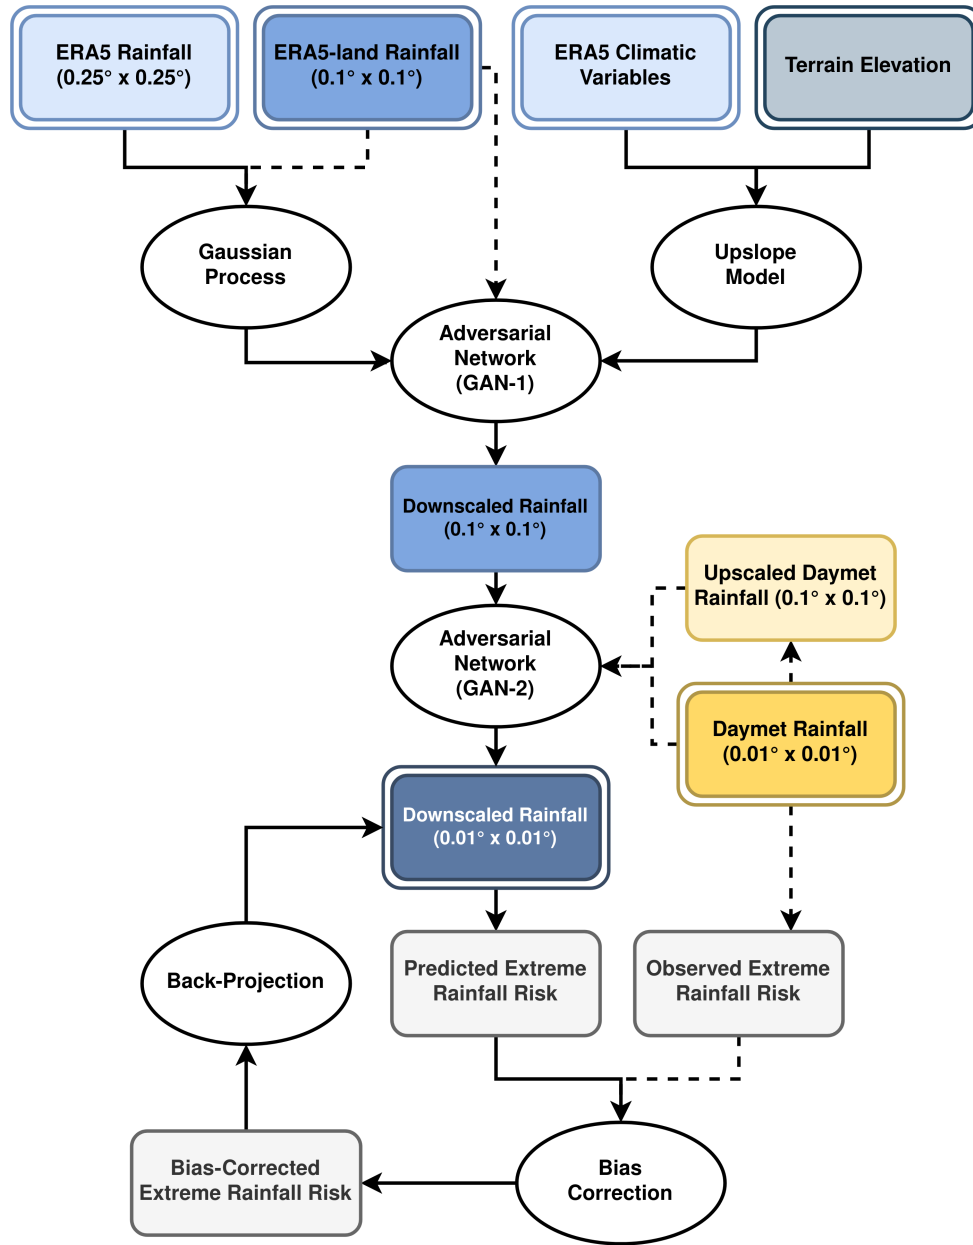 ERA5 Rainfall
(0.25° x 0.25°)
ERA5-land Rainfall
(0.1° x 0.1°)
ERA5 Climatic
Variables
Terrain Elevation
Gaussian
Process
Upslope
Model
Adversarial
Network
(GAN-1)
Downscaled Rainfall
(0.1° x 0.1°)
Upscaled Daymet
Rainfall (0.1° x 0.1°)
Adversarial
Network
(GAN-2)
Daymet Rainfall
(0.01° x 0.01°)
Downscaled Rainfall
(0.01° x 0.01°)
Back-Projection
Predicted Extreme
Rainfall Risk
Observed Extreme
Rainfall Risk
Bias-Corrected
Extreme Rainfall Risk
Bias
Correction